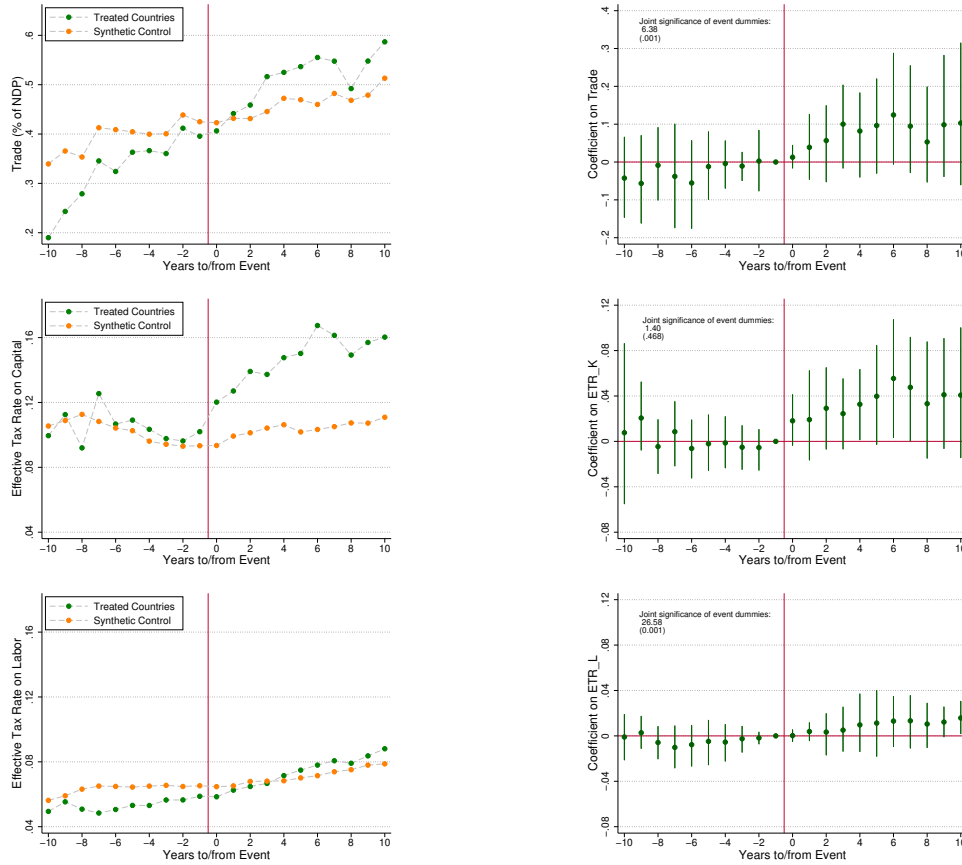 Treated Countries
Synthetic Control
Trade (% of NDP)
.6
.5
.4
.3
.2
−10 −8 −6 −4 −2 0 2 4 6 8 10
Years to/from Event
Joint significance of event dummies:
6.38
(.001)
Coefficient on Trade
.4
.3
.2
.1
0
−.1
−.2
−10 −8 −6 −4 −2 0 2 4 6 8 10
Years to/from Event
Treated Countries
Synthetic Control
Effective Tax Rate on Capital
.16
.12
.08
.04
−10 −8 −6 −4 −2 0 2 4 6 8 10
Years to/from Event
Joint significance of event dummies:
1.40
(.468)
Coefficient on ETR_K
.12
.08
.04
0
−.04
−.08
−10 −8 −6 −4 −2 0 2 4 6 8 10
Years to/from Event
Treated Countries
Synthetic Control
Effective Tax Rate on Labor
.16
.12
.08
.04
−10 −8 −6 −4 −2 0 2 4 6 8 10
Years to/from Event
Joint significance of event dummies:
26.58
(0.001)
Coefficient on ETR_L
.12
.08
.04
0
−.04
−.08
−10 −8 −6 −4 −2 0 2 4 6 8 10
Years to/from Event